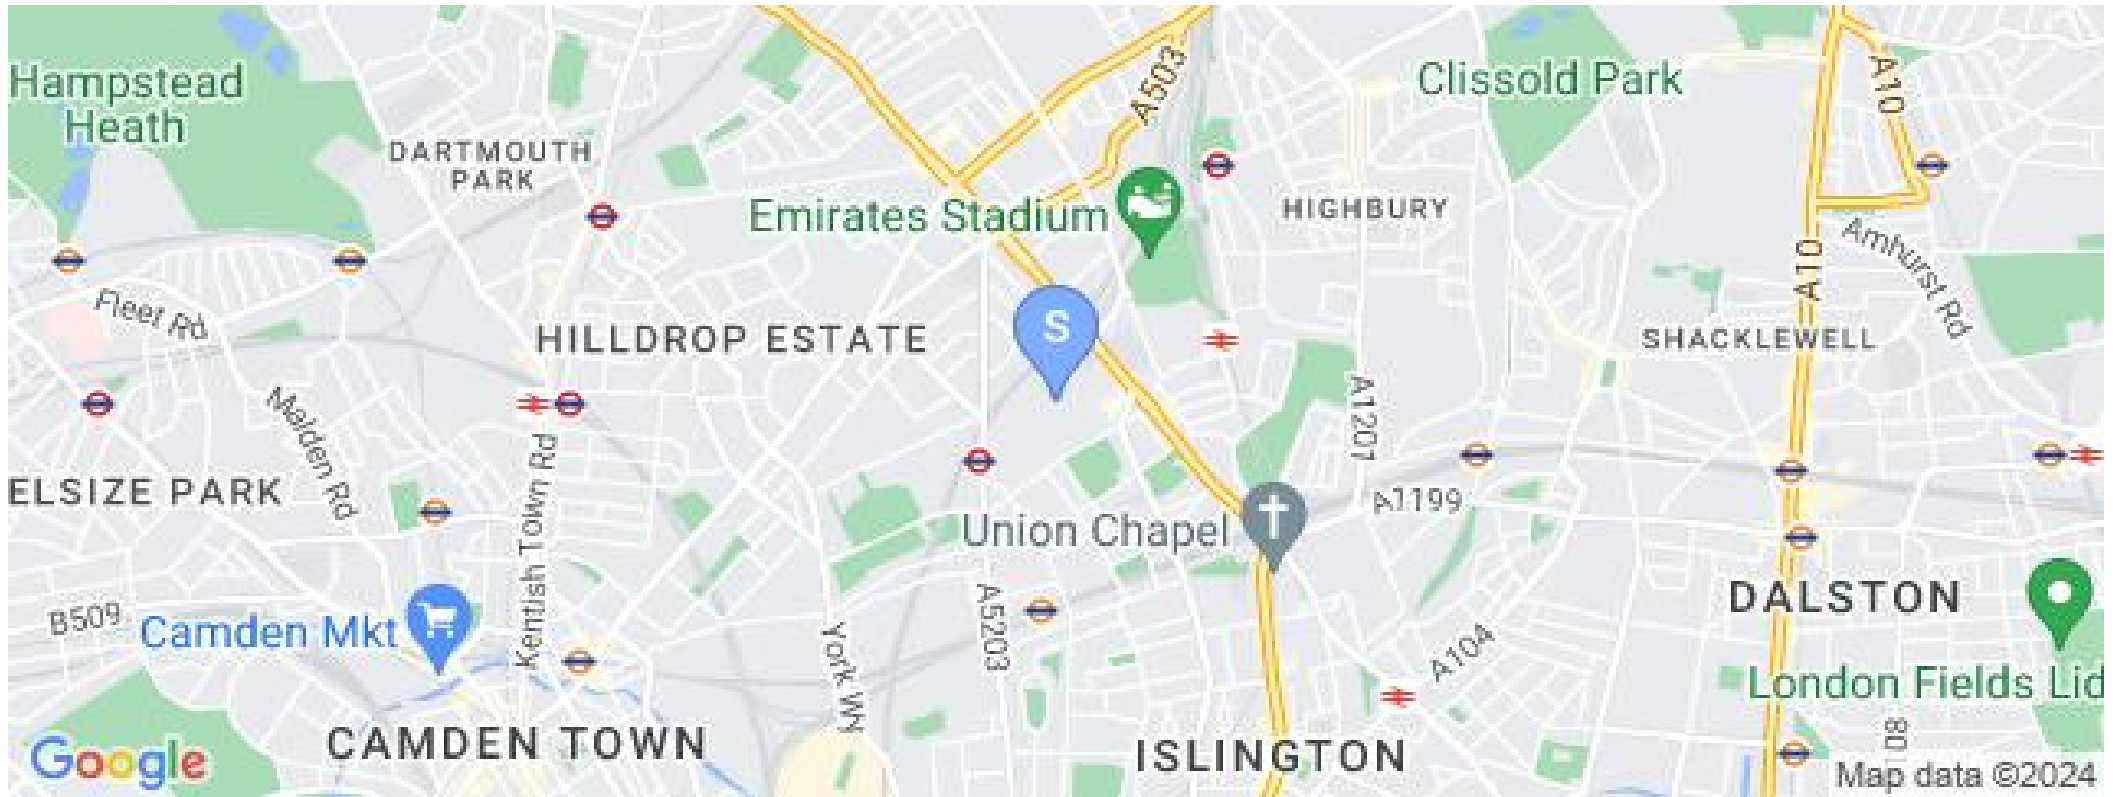 Hampstead
Heath
Clissold Park
A503
A10
DARTMOUTH
PARK
Emirates Stadium
HIGHBURY
Amhurst Rd
A10
Fleet Rd
HILLDROP ESTATE
S
SHACKLEWELL
Malden Rd
A1207
ELSIZE PARK
Kentish Town Rd
A1199
Union Chapel
DALSTON
B509
Camden Mkt
York Wy
A5203
A104
London Fields Lid
CAMDEN TOWN
ISLINGTON
Google
Map data ©2024